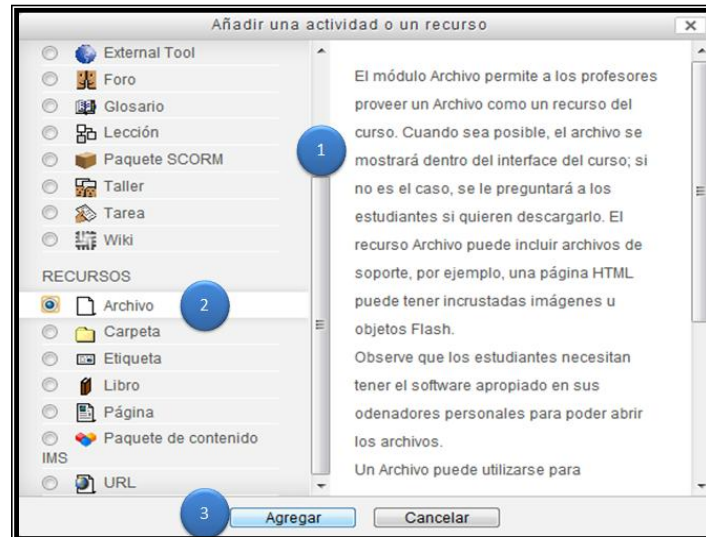 Añadir una actividad o un recurso
External Tool
Foro
Glosario
Lección
Paquete SCORM
Taller
Tarea
Wiki
RECURSOS
Archivo
Carpeta
Etiqueta
Libro
Página
Paquete de contenido
IMS
URL
1
2
El módulo Archivo permite a los profesores
proveer un Archivo como un recurso del
curso. Cuando sea posible, el archivo se
mostrará dentro del interface del curso; si
no es el caso, se le preguntará a los
estudiantes si quieren descargarlo. El
recurso Archivo puede incluir archivos de
soporte, por ejemplo, una página HTML
puede tener incrustadas imágenes u
objetos Flash.
Observe que los estudiantes necesitan
tener el software apropiado en sus
odenadores personales para poder abrir
los archivos.
Un Archivo puede utilizarse para
3
Agregar
Cancelar